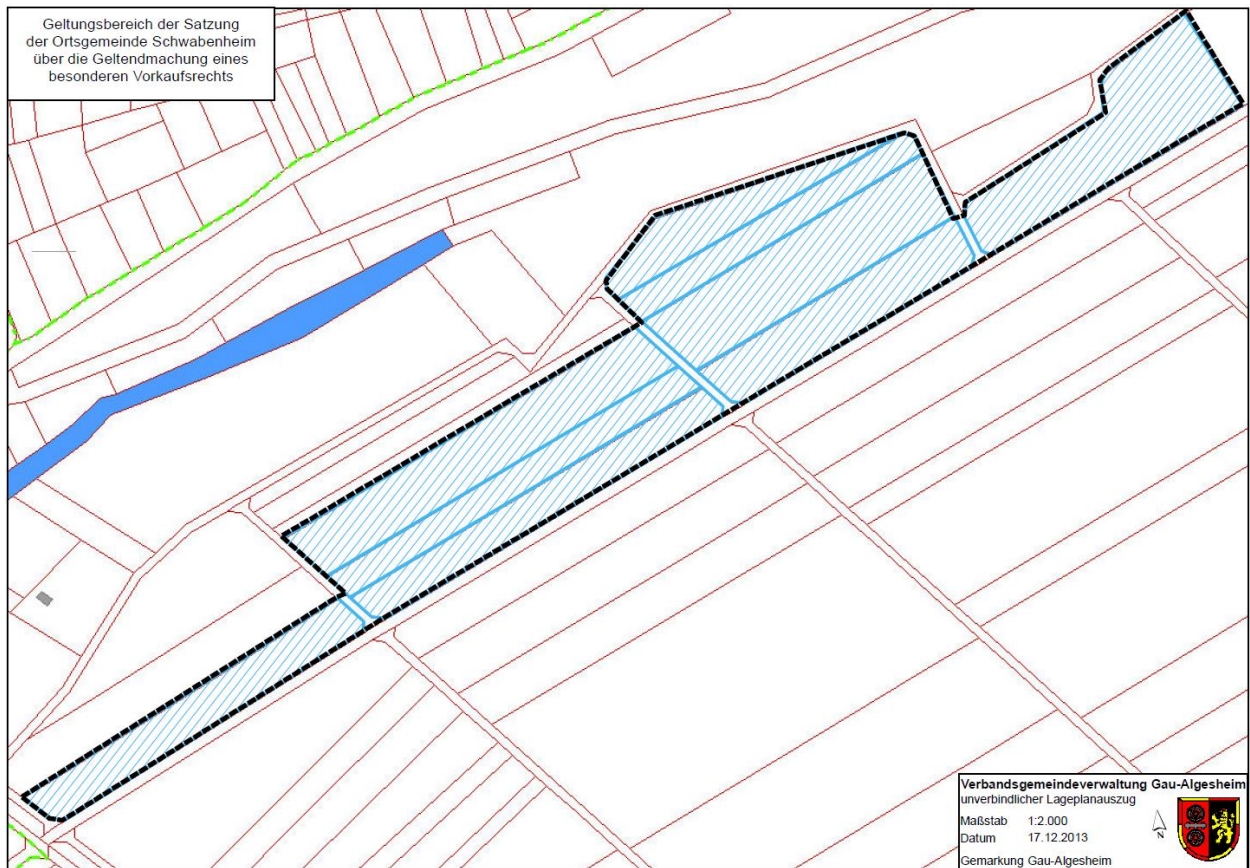 Geltungsbereich der Satzung
der Ortsgemeinde Schwabenheim
über die Geltendmachung eines
besonderen Vorkaufsrechts
Verbandsgemeindeverwaltung Gau-Algesheim
unverbindlicher Lageplanauszug
Maßstab 1:2.000
Datum 17.12.2013
N
Gemarkung Gau-Algesheim